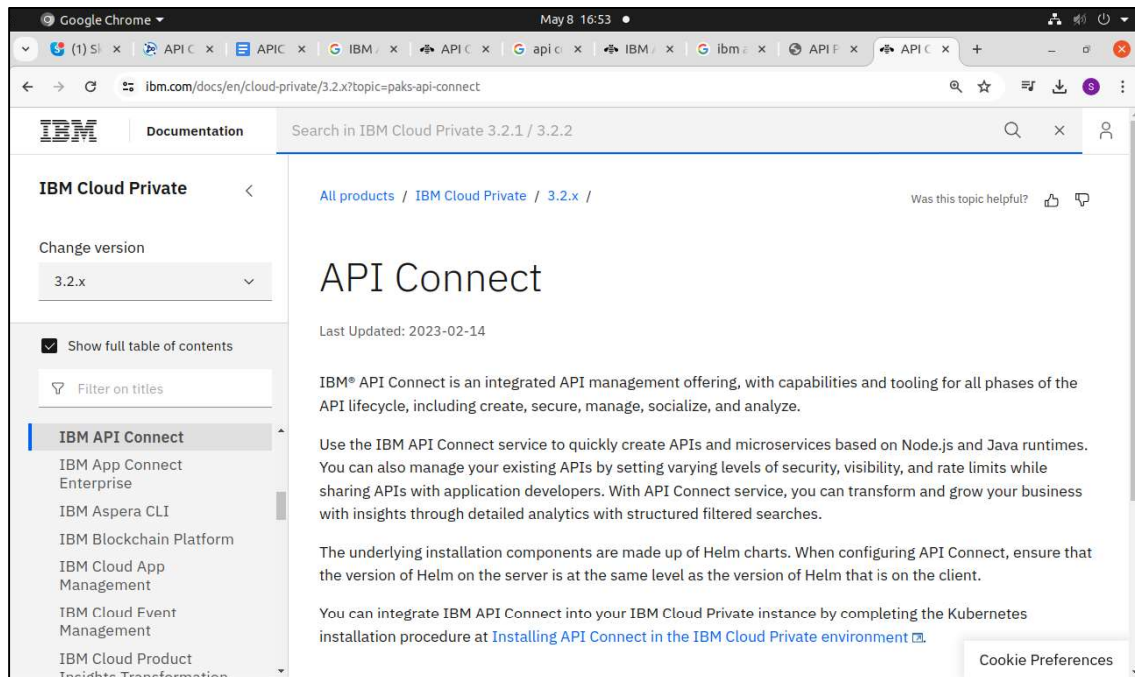 Google Chrome
May 8 16:53
(1) Sk
API C
APIC
IBM A
API C
api co
IBM A
ibm a
API F
API C
ibm.com/docs/en/cloud-private/3.2.x?topic=paks-api-connect
S
IBM
Documentation
Search in IBM Cloud Private 3.2.1 / 3.2.2
IBM Cloud Private
Change version
3.2.x
Show full table of contents
Filter on titles
IBM API Connect
IBM App Connect
Enterprise
IBM Aspera CLI
IBM Blockchain Platform
IBM Cloud App
Management
IBM Cloud Event
Management
IBM Cloud Product
Insights Transformation
All products / IBM Cloud Private / 3.2.x /
Was this topic helpful?
API Connect
Last Updated: 2023-02-14
IBM® API Connect is an integrated API management offering, with capabilities and tooling for all phases of the
API lifecycle, including create, secure, manage, socialize, and analyze.
Use the IBM API Connect service to quickly create APIs and microservices based on Node.js and Java runtimes.
You can also manage your existing APIs by setting varying levels of security, visibility, and rate limits while
sharing APIs with application developers. With API Connect service, you can transform and grow your business
with insights through detailed analytics with structured filtered searches.
The underlying installation components are made up of Helm charts. When configuring API Connect, ensure that
the version of Helm on the server is at the same level as the version of Helm that is on the client.
You can integrate IBM API Connect into your IBM Cloud Private instance by completing the Kubernetes
installation procedure at Installing API Connect in the IBM Cloud Private environment.
Cookie Preferences